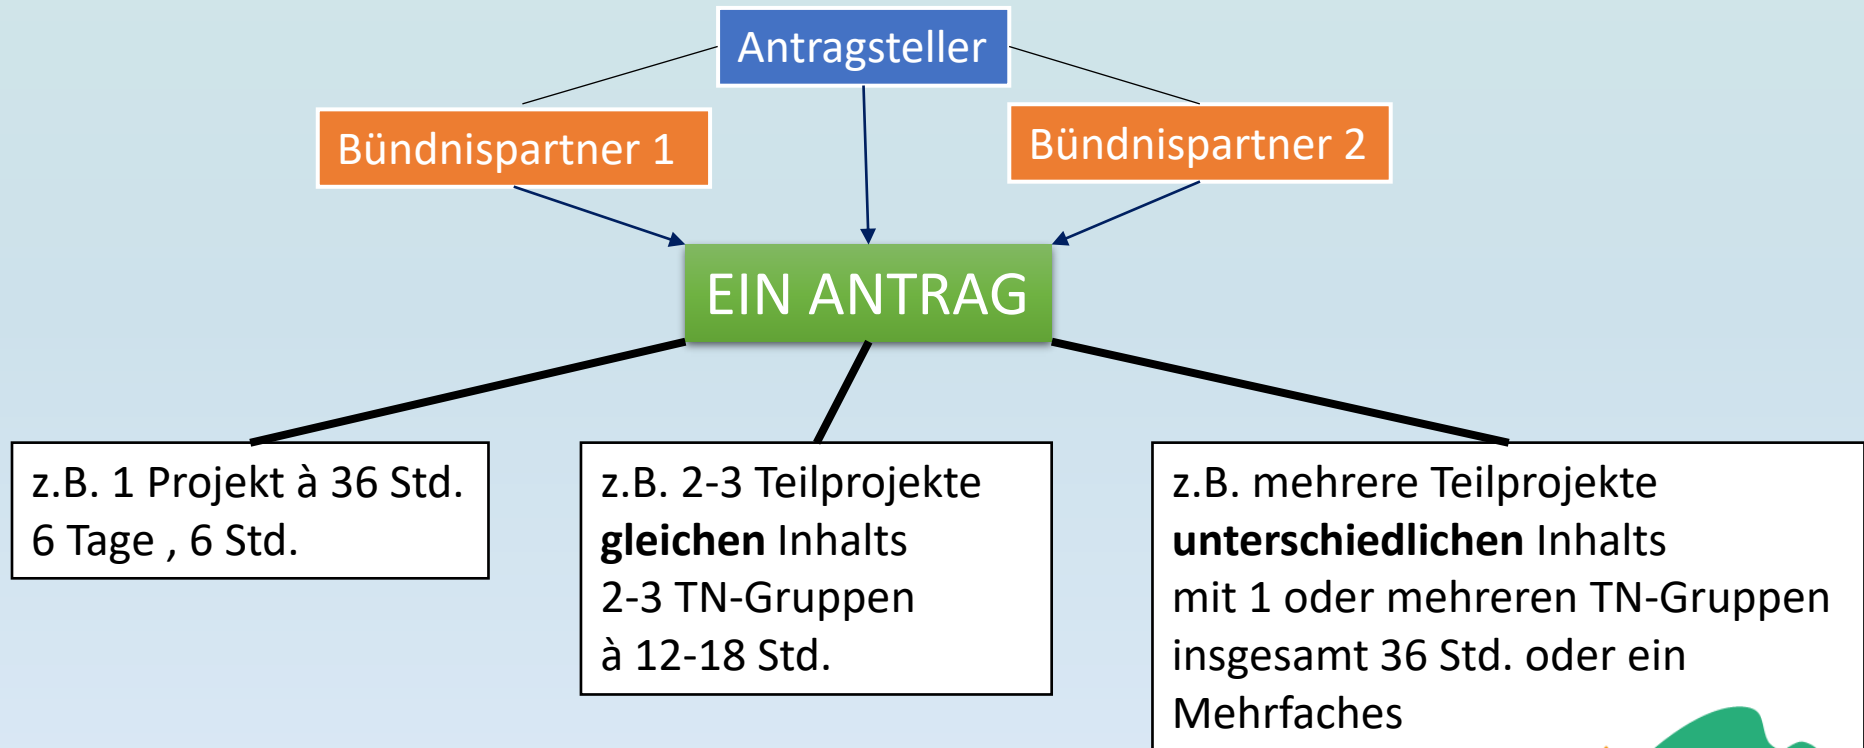 Antragsteller
Bündnispartner 1
Bündnispartner 2
EIN ANTRAG
z.B. 1 Projekt à 36 Std.
6 Tage , 6 Std.
z.B. 2-3 Teilprojekte
gleichen Inhalts
2-3 TN-Gruppen
à 12-18 Std.
z.B. mehrere Teilprojekte
unterschiedlichen Inhalts
mit 1 oder mehreren TN-Gruppen
insgesamt 36 Std. oder ein
Mehrfaches